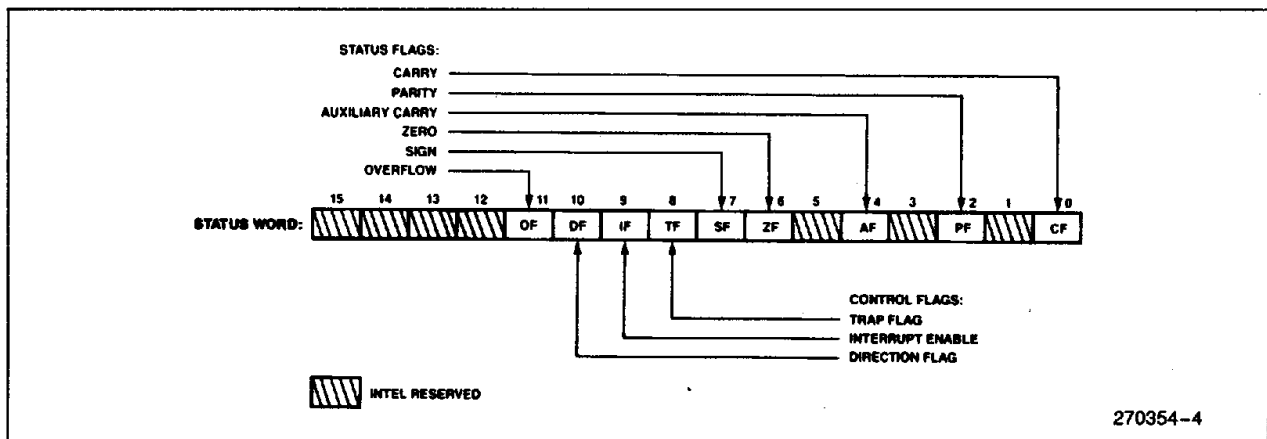 STATUS FLAGS:
CARRY
PARITY
AUXILIARY CARRY
ZERO
SIGN
OVERFLOW
15 14 13 12 11 10 9 8 7 6 5 4 3 2 1 0
STATUS WORD: OF DF IF TF SF ZF AF PF CF
CONTROL FLAGS:
TRAP FLAG
INTERRUPT ENABLE
DIRECTION FLAG
INTEL RESERVED
270354-4